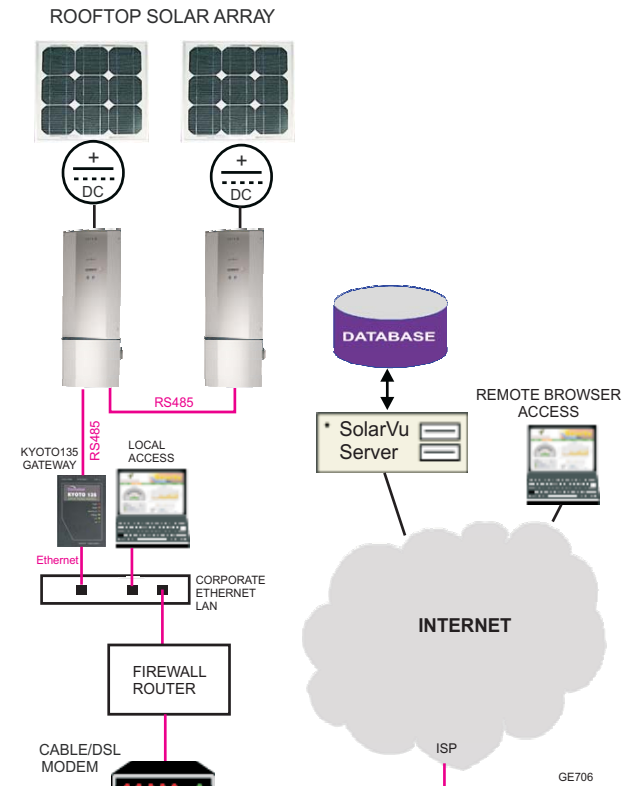 ROOFTOP SOLAR ARRAY
+
DC
+
DC
DATABASE
RS485
REMOTE BROWSER
ACCESS
* SolarVu
Server
RS485
KYOTO135
GATEWAY
LOCAL
ACCESS
KYOTO 135
Ethernet
CORPORATE
ETHERNET
LAN
INTERNET
FIREWALL
ROUTER
CABLE/DSL
MODEM
ISP
GE706